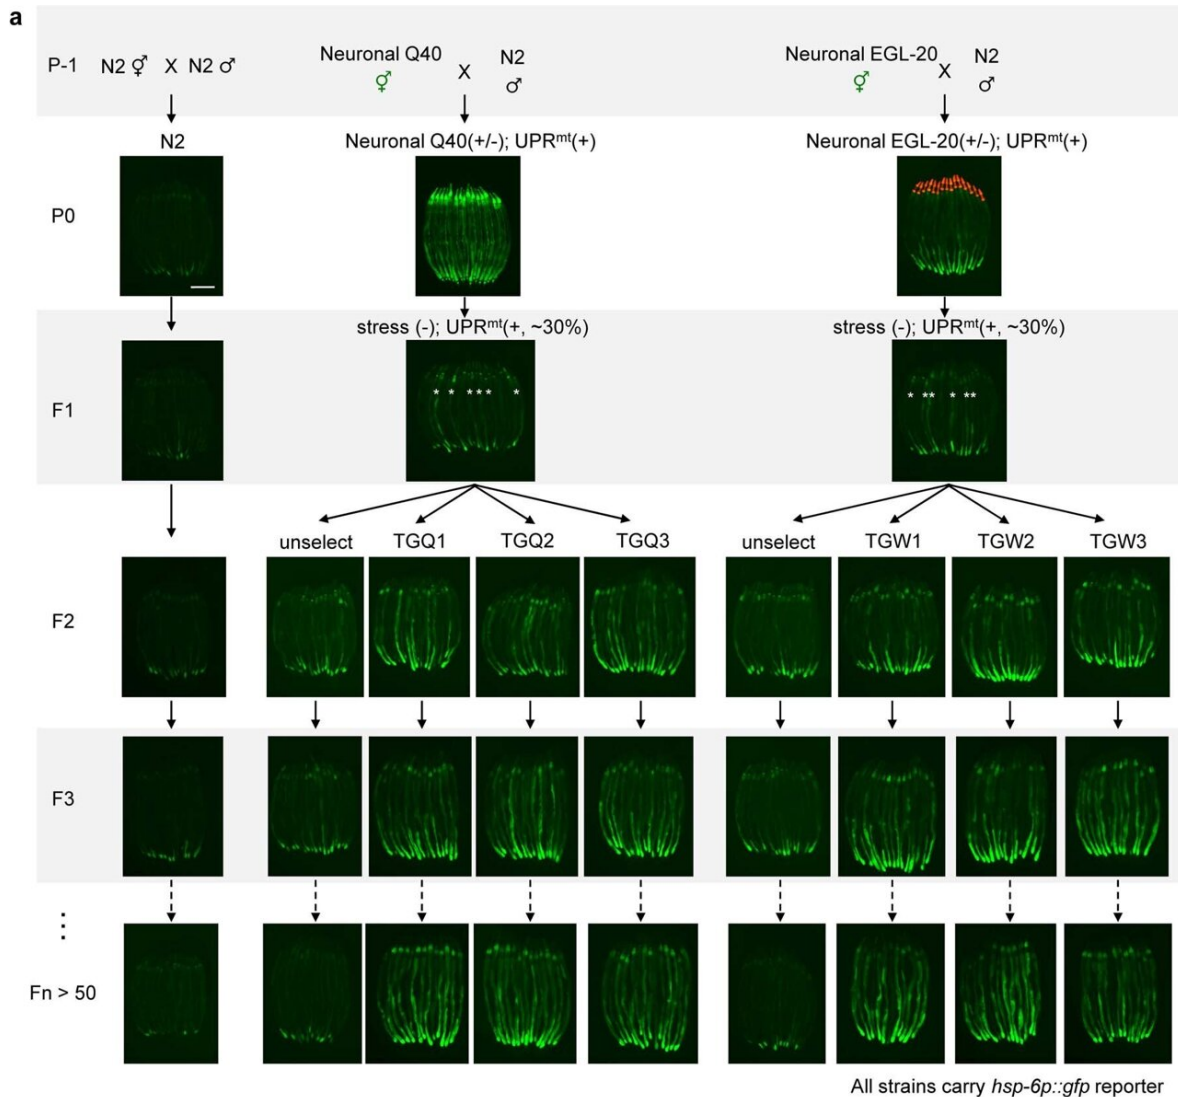 a
P-1 N2 ⚥ X N2 ♂ Neuronal Q40 ⚥ X N2 ♂ Neuronal EGL-20 ⚥ X N2 ♂
N2 Neuronal Q40(+/-); UPRmt(+) Neuronal EGL-20(+/-); UPRmt(+)
P0
stress (-); UPRmt(+, ~30%) stress (-); UPRmt(+, ~30%)
* * *** * * ** * **
F1
unselect TGQ1 TGQ2 TGQ3 unselect TGW1 TGW2 TGW3
F2
F3
⋮
Fn > 50
All strains carry hsp-6p::gfp reporter